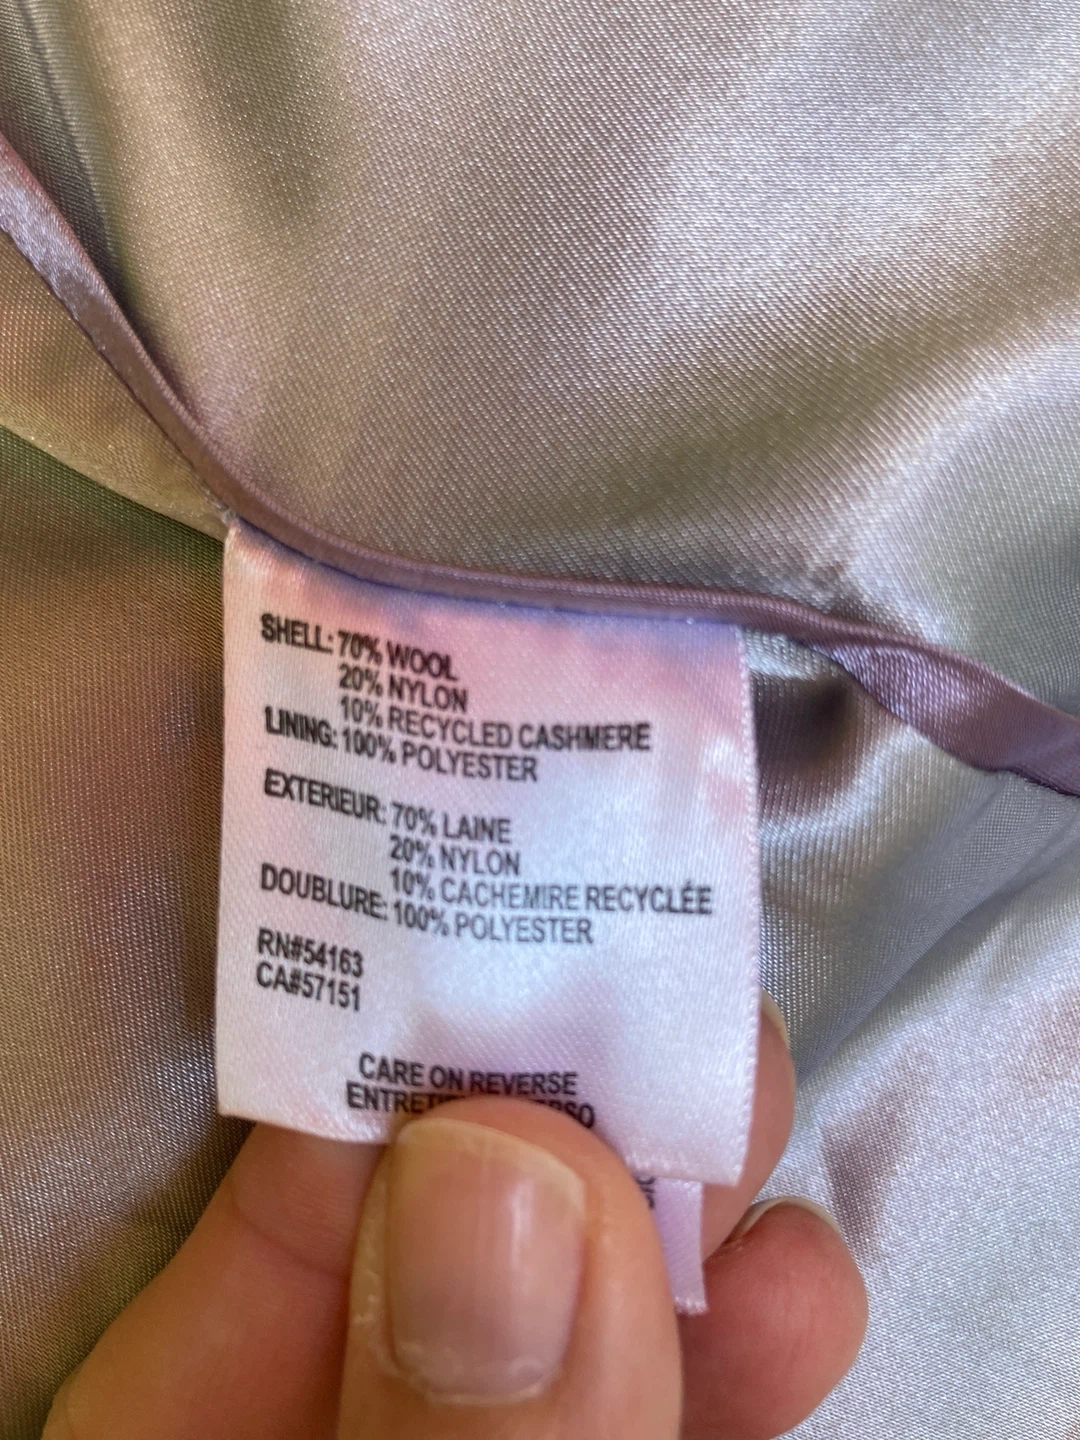 SHELL: 70% WOOL
20% NYLON
10% RECYCLED CASHMERE
LINING: 100% POLYESTER
EXTERIEUR: 70% LAINE
20% NYLON
10% CACHEMIRE RECYCLÉE
DOUBLURE: 100% POLYESTER
RN#54163
CA#57151
CARE ON REVERSE